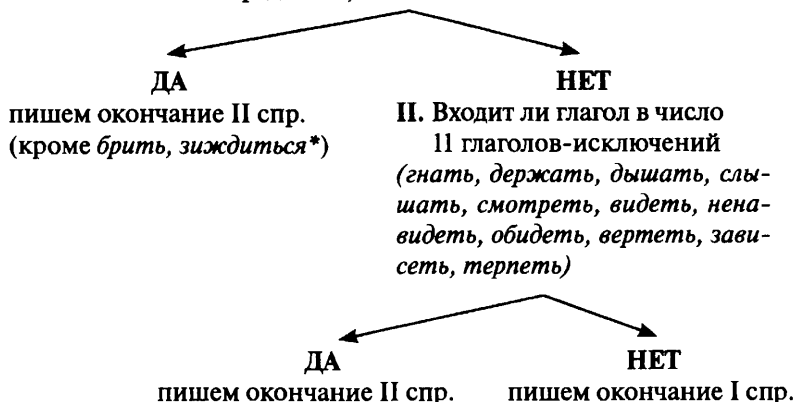 ДА
НЕТ
пишем окончание II спр.
(кроме брить, зиждиться*)
II. Входит ли глагол в число
11 глаголов-исключений
(гнать, держать, дышать, слы-
шать, смотреть, видеть, нена-
видеть, обидеть, вертеть, зави-
сеть, терпеть)
ДА
НЕТ
пишем окончание II спр.
пишем окончание I спр.